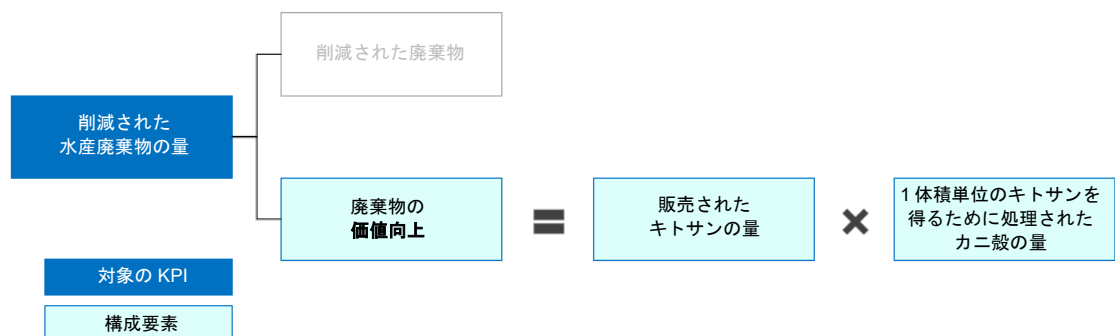 削減された廃棄物
削減された
水産廃棄物の量
廃棄物の
価値向上
=
販売された
キトサンの量
×
1 体積単位のキトサンを
得るために処理された
カニ殻の量
対象の KPI
構成要素